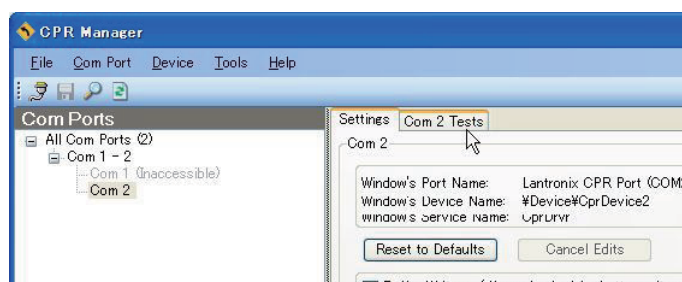 CPR Manager
File Com Port Device Tools Help
Com Ports
All Com Ports (2)
Com 1 - 2
Com 1 (Inaccessible)
Com 2
Settings Com 2 Tests
Com 2
Window's Port Name: Lantronix CPR Port (COM2
Window's Device Name: ¥Device¥CprDevice2
Window's Service Name: CprDrvr
Reset to Defaults Cancel Edits